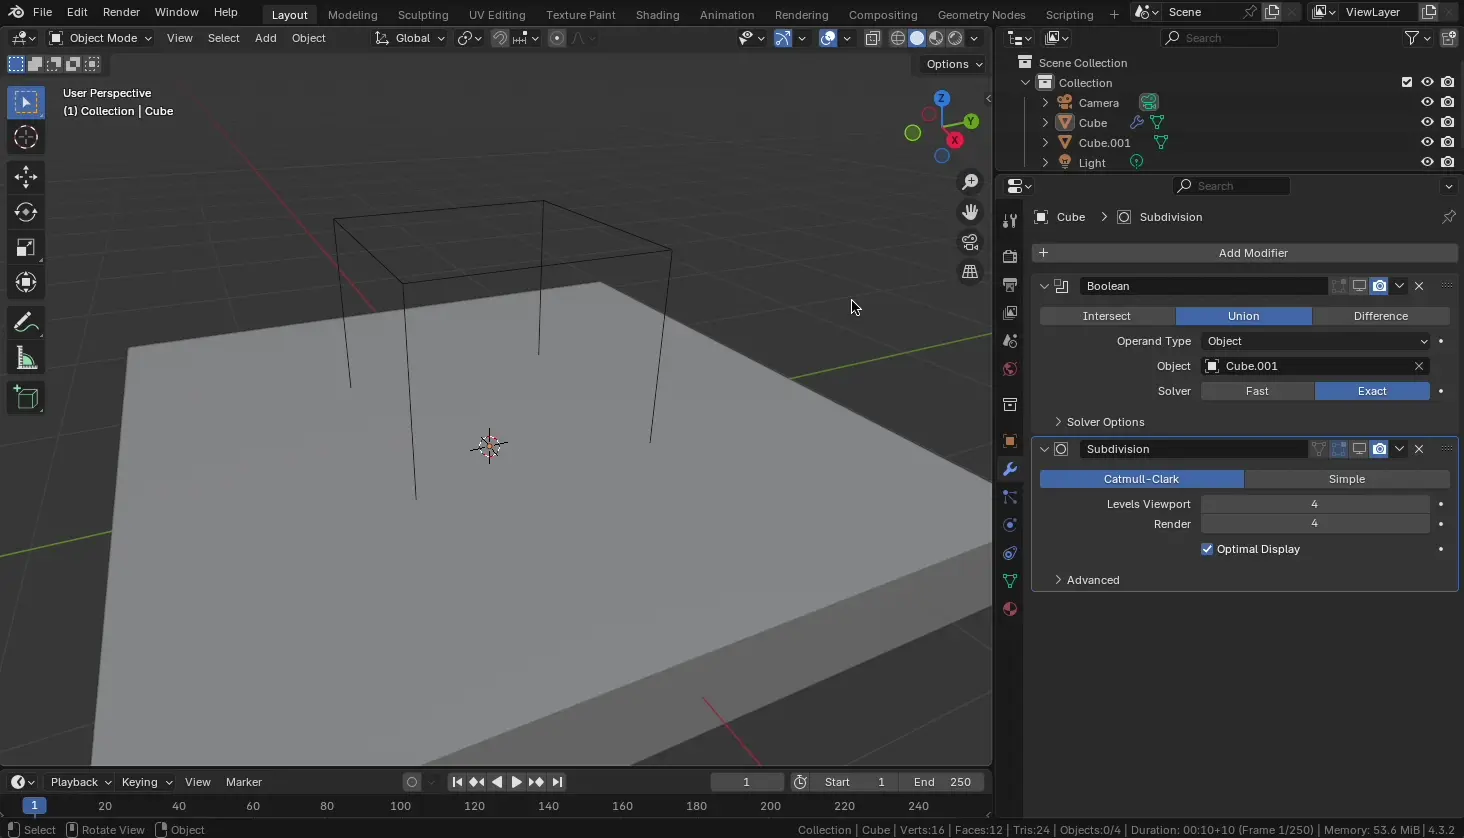 File Edit Render Window Help Layout Modeling Sculpting UV Editing Texture Paint Shading Animation Rendering Compositing Geometry Nodes Scripting + Scene ViewLayer
Object Mode View Select Add Object Global Search
Options
User Perspective
(1) Collection | Cube
Z
Y
X
Scene Collection
Collection
Camera
Cube
Cube.001
Light
Search
Cube > Subdivision
+ Add Modifier
Boolean
Intersect Union Difference
Operand Type Object
Object Cube.001
Solver Fast Exact
Solver Options
Subdivision
Catmull-Clark Simple
Levels Viewport 4
Render 4
Optimal Display
Advanced
Playback Keying View Marker 1 Start 1 End 250
1 20 40 60 80 100 120 140 160 180 200 220 240
Select Rotate View Object Collection | Cube | Verts:16 | Faces:12 | Tris:24 | Objects:0/4 | Duration: 00:10+10 (Frame 1/250) | Memory: 53.6 MiB | 4.3.2